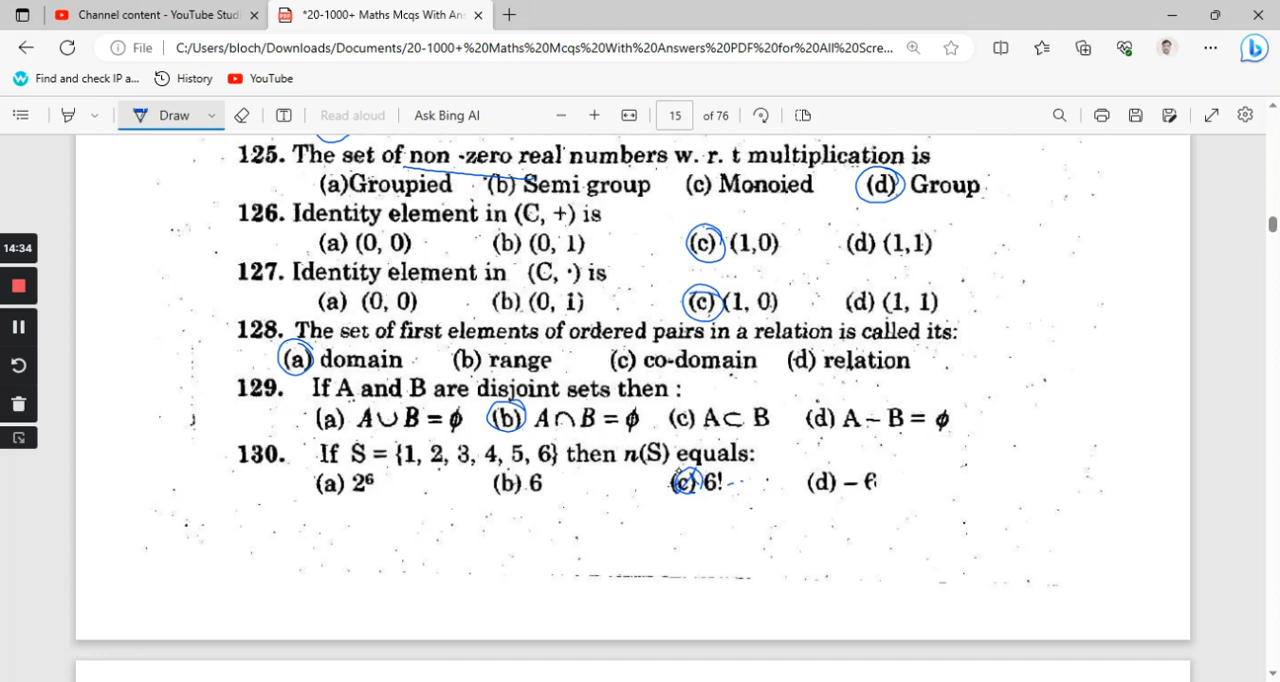 Channel content - YouTube Stud
*20-1000+ Maths Mcqs With Ans
File
C:/Users/bloch/Downloads/Documents/20-1000+%20Maths%20Mcqs%20With%20Answers%20PDF%20for%20All%20Scre...
Find and check IP a...
History
YouTube
Draw
Read aloud
Ask Bing AI
15 of 76
125. The set of non -zero real numbers w. r. t multiplication is
(a)Groupied (b) Semi group (c) Monoied (d) Group
126. Identity element in (C, +) is
(a) (0, 0) (b) (0, 1) (c) (1,0) (d) (1,1)
127. Identity element in (C, ·) is
(a) (0, 0) (b) (0, 1) (c) (1, 0) (d) (1, 1)
128. The set of first elements of ordered pairs in a relation is called its:
(a) domain (b) range (c) co-domain (d) relation
129. If A and B are disjoint sets then :
(a) A∪B = ϕ (b) A∩B = ϕ (c) A⊂ B (d) A – B = ϕ
130. If S = {1, 2, 3, 4, 5, 6} then n(S) equals:
(a) 2⁶ (b) 6 (c) 6! (d) – 6
14:34